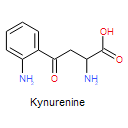 OH
O
NH₂
O
NH₂
Kynurenine